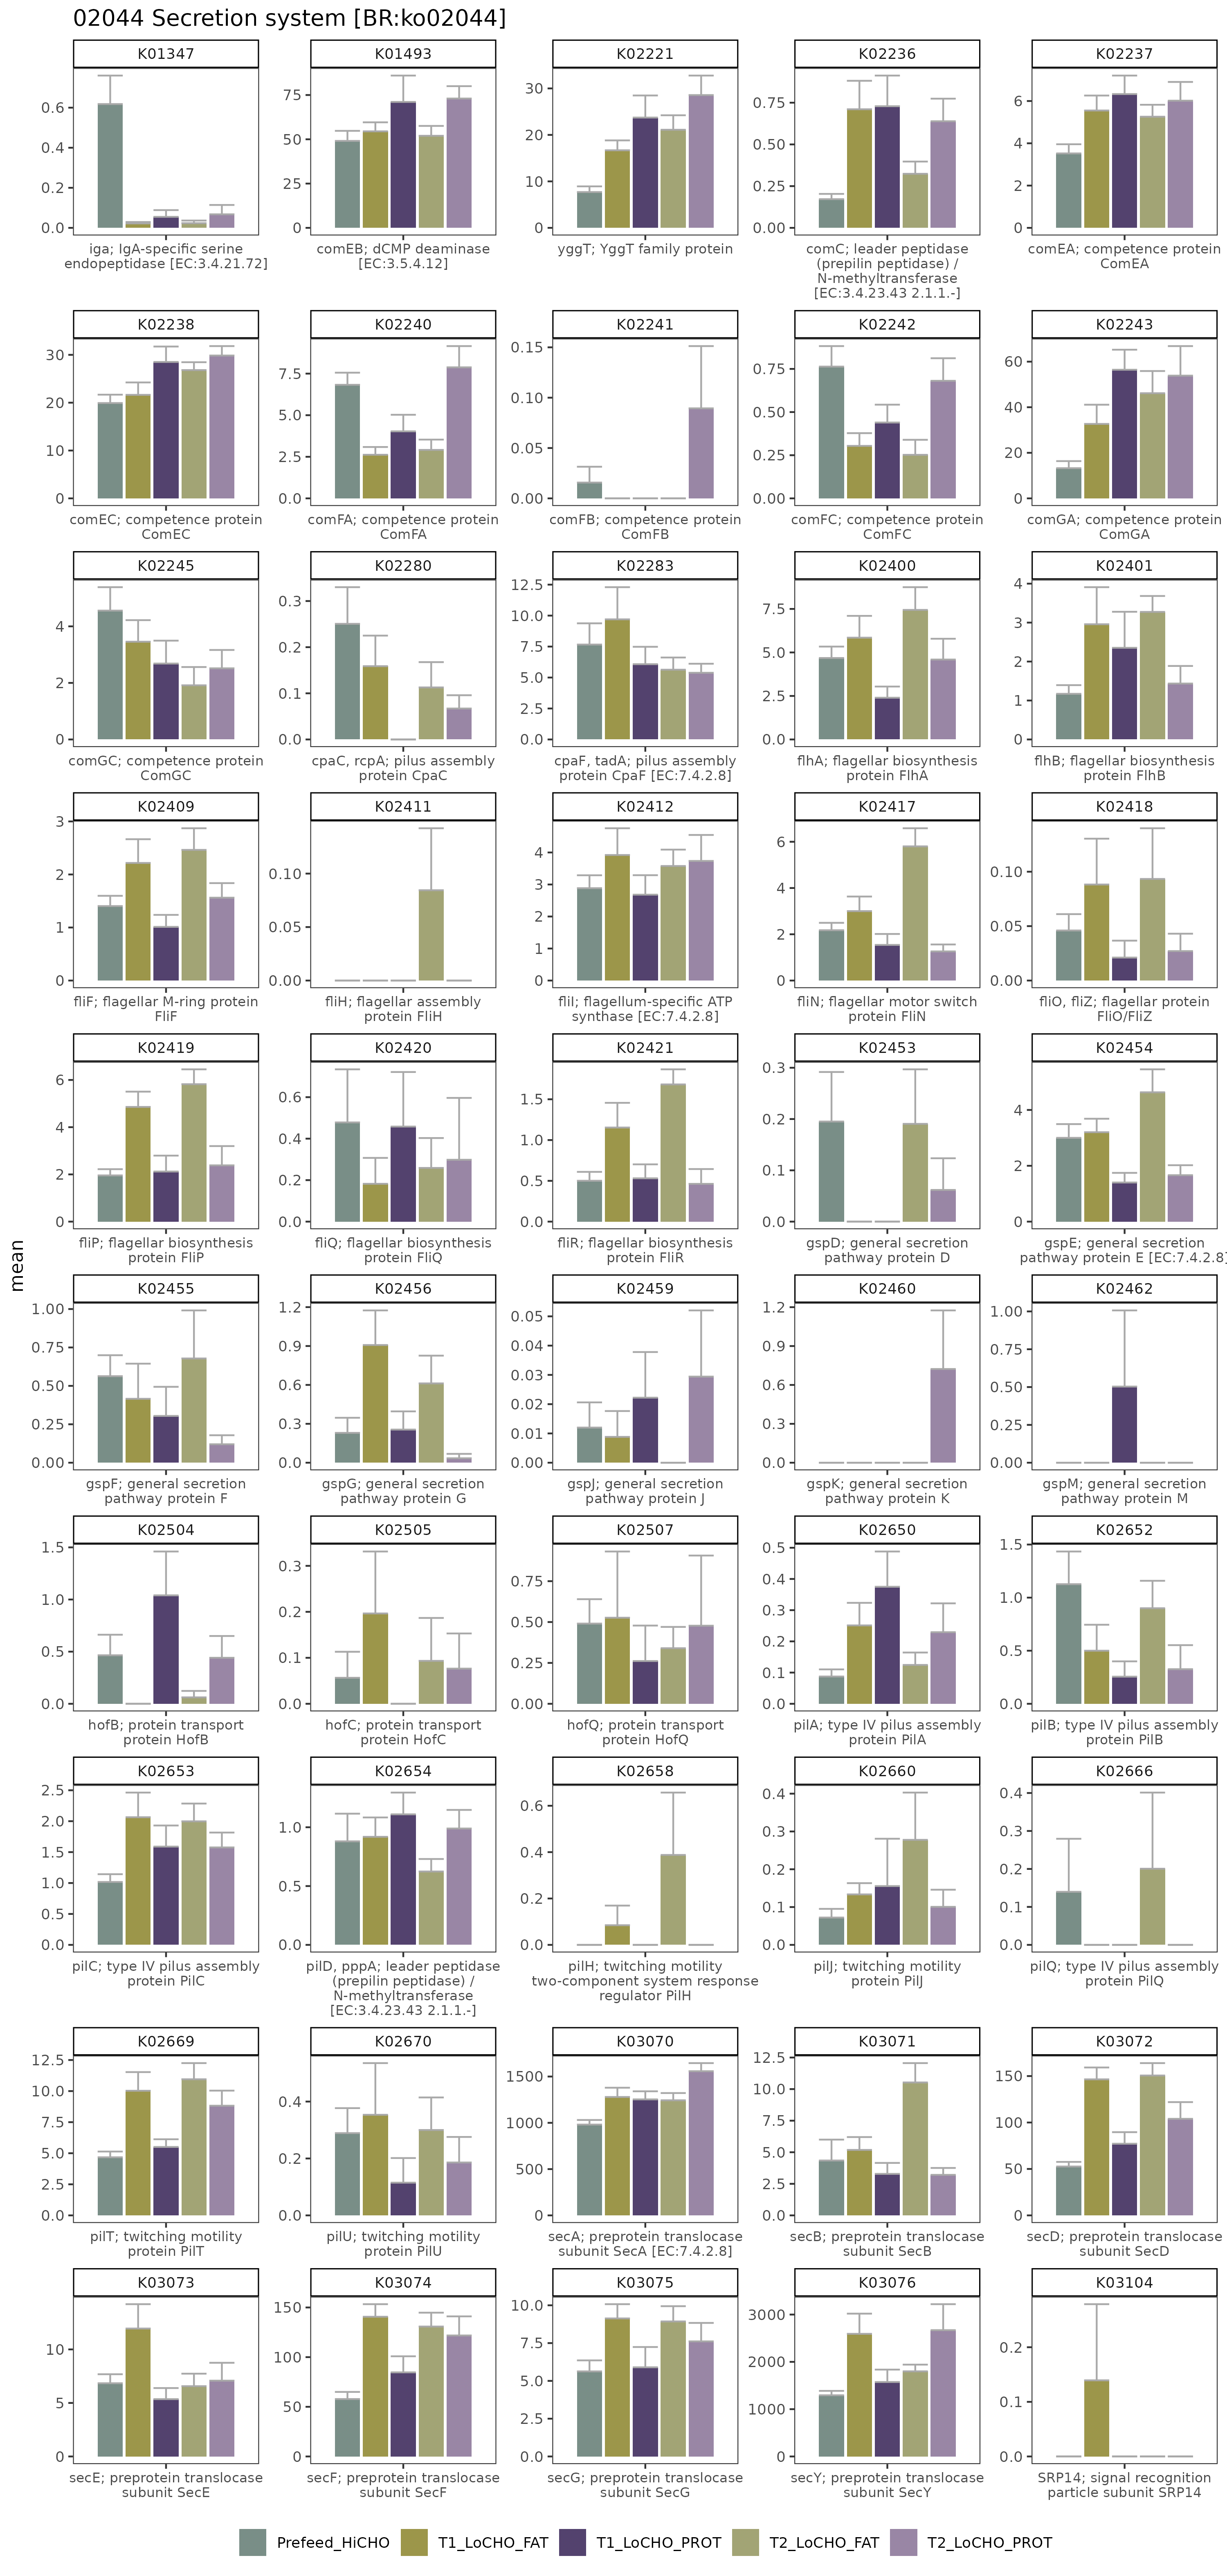 02044 Secretion system [BR:ko02044]
K01347 K01493 K02221 K02236 K02237
0.6 0.4 0.2 0.0
75 50 25 0
30 20 10 0
0.75 0.50 0.25 0.00
6 4 2 0
iga; IgA-specific serine
endopeptidase [EC:3.4.21.72]
comEB; dCMP deaminase
[EC:3.5.4.12]
yggT; YggT family protein
comC; leader peptidase
(prepilin peptidase) /
N-methyltransferase
[EC:3.4.23.43 2.1.1.-]
comEA; competence protein
ComEA
K02238 K02240 K02241 K02242 K02243
30 20 10 0
7.5 5.0 2.5 0.0
0.15 0.10 0.05 0.00
0.75 0.50 0.25 0.00
60 40 20 0
comEC; competence protein
ComEC
comFA; competence protein
ComFA
comFB; competence protein
ComFB
comFC; competence protein
ComFC
comGA; competence protein
ComGA
K02245 K02280 K02283 K02400 K02401
4 2 0
0.3 0.2 0.1 0.0
12.5 10.0 7.5 5.0 2.5 0.0
7.5 5.0 2.5 0.0
4 3 2 1 0
comGC; competence protein
ComGC
cpaC, rcpA; pilus assembly
protein CpaC
cpaF, tadA; pilus assembly
protein CpaF [EC:7.4.2.8]
flhA; flagellar biosynthesis
protein FlhA
flhB; flagellar biosynthesis
protein FlhB
K02409 K02411 K02412 K02417 K02418
3 2 1 0
0.10 0.05 0.00
4 3 2 1 0
6 4 2 0
0.10 0.05 0.00
fliF; flagellar M-ring protein
FliF
fliH; flagellar assembly
protein FliH
fliI; flagellum-specific ATP
synthase [EC:7.4.2.8]
fliN; flagellar motor switch
protein FliN
fliO, fliZ; flagellar protein
FliO/FliZ
K02419 K02420 K02421 K02453 K02454
6 4 2 0
0.6 0.4 0.2 0.0
1.5 1.0 0.5 0.0
0.3 0.2 0.1 0.0
4 2 0
fliP; flagellar biosynthesis
protein FliP
fliQ; flagellar biosynthesis
protein FliQ
fliR; flagellar biosynthesis
protein FliR
gspD; general secretion
pathway protein D
gspE; general secretion
pathway protein E [EC:7.4.2.8]
mean
K02455 K02456 K02459 K02460 K02462
1.00 0.75 0.50 0.25 0.00
1.2 0.9 0.6 0.3 0.0
0.05 0.04 0.03 0.02 0.01 0.00
1.2 0.9 0.6 0.3 0.0
1.00 0.75 0.50 0.25 0.00
gspF; general secretion
pathway protein F
gspG; general secretion
pathway protein G
gspJ; general secretion
pathway protein J
gspK; general secretion
pathway protein K
gspM; general secretion
pathway protein M
K02504 K02505 K02507 K02650 K02652
1.5 1.0 0.5 0.0
0.3 0.2 0.1 0.0
0.75 0.50 0.25 0.00
0.5 0.4 0.3 0.2 0.1 0.0
1.5 1.0 0.5 0.0
hofB; protein transport
protein HofB
hofC; protein transport
protein HofC
hofQ; protein transport
protein HofQ
pilA; type IV pilus assembly
protein PilA
pilB; type IV pilus assembly
protein PilB
K02653 K02654 K02658 K02660 K02666
2.5 2.0 1.5 1.0 0.5 0.0
1.0 0.5 0.0
0.6 0.4 0.2 0.0
0.4 0.3 0.2 0.1 0.0
0.4 0.3 0.2 0.1 0.0
pilC; type IV pilus assembly
protein PilC
pilD, pppA; leader peptidase
(prepilin peptidase) /
N-methyltransferase
[EC:3.4.23.43 2.1.1.-]
pilH; twitching motility
two-component system response
regulator PilH
pilJ; twitching motility
protein PilJ
pilQ; type IV pilus assembly
protein PilQ
K02669 K02670 K03070 K03071 K03072
12.5 10.0 7.5 5.0 2.5 0.0
0.4 0.2 0.0
1500 1000 500 0
12.5 10.0 7.5 5.0 2.5 0.0
150 100 50 0
pilT; twitching motility
protein PilT
pilU; twitching motility
protein PilU
secA; preprotein translocase
subunit SecA [EC:7.4.2.8]
secB; preprotein translocase
subunit SecB
secD; preprotein translocase
subunit SecD
K03073 K03074 K03075 K03076 K03104
10 5 0
150 100 50 0
10.0 7.5 5.0 2.5 0.0
3000 2000 1000 0
0.2 0.1 0.0
secE; preprotein translocase
subunit SecE
secF; preprotein translocase
subunit SecF
secG; preprotein translocase
subunit SecG
secY; preprotein translocase
subunit SecY
SRP14; signal recognition
particle subunit SRP14
Prefeed_HiCHO T1_LoCHO_FAT T1_LoCHO_PROT T2_LoCHO_FAT T2_LoCHO_PROT